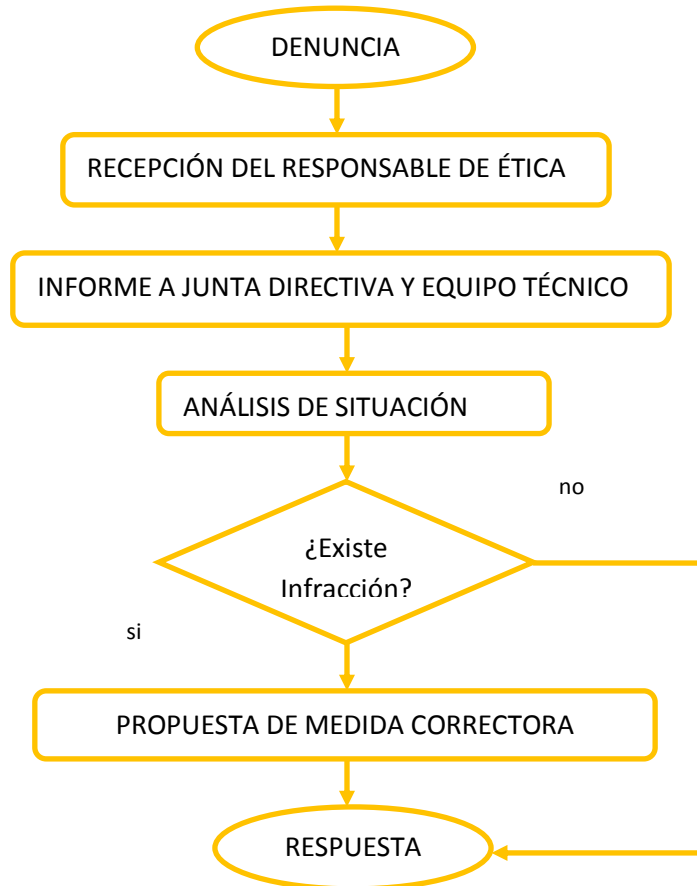 DENUNCIA
RECEPCIÓN DEL RESPONSABLE DE ÉTICA
INFORME A JUNTA DIRECTIVA Y EQUIPO TÉCNICO
ANÁLISIS DE SITUACIÓN
no
¿Existe
Infracción?
si
PROPUESTA DE MEDIDA CORRECTORA
RESPUESTA